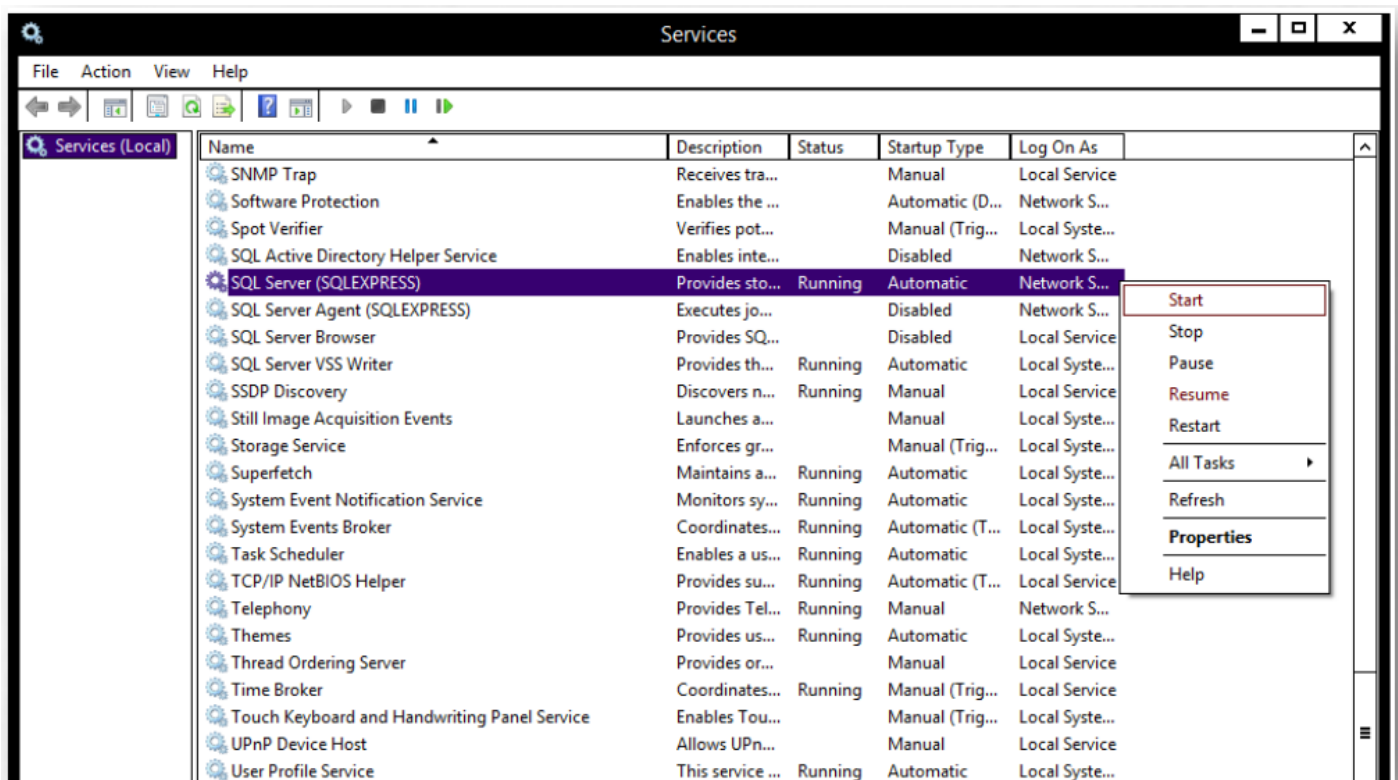 Services
File Action View Help
Services (Local)
Name Description Status Startup Type Log On As
SNMP Trap Receives tra... Manual Local Service
Software Protection Enables the ... Automatic (D... Network S...
Spot Verifier Verifies pot... Manual (Trig... Local Syste...
SQL Active Directory Helper Service Enables inte... Disabled Network S...
SQL Server (SQLEXPRESS) Provides sto... Running Automatic Network S...
SQL Server Agent (SQLEXPRESS) Executes jo... Disabled Network S...
SQL Server Browser Provides SQ... Disabled Local Service
SQL Server VSS Writer Provides th... Running Automatic Local Syste...
SSDP Discovery Discovers n... Running Manual Local Service
Still Image Acquisition Events Launches a... Manual Local Syste...
Storage Service Enforces gr... Manual (Trig... Local Syste...
Superfetch Maintains a... Running Automatic Local Syste...
System Event Notification Service Monitors sy... Running Automatic Local Syste...
System Events Broker Coordinates... Running Automatic (T... Local Syste...
Task Scheduler Enables a us... Running Automatic Local Syste...
TCP/IP NetBIOS Helper Provides su... Running Automatic (T... Local Service
Telephony Provides Tel... Running Manual Network S...
Themes Provides us... Running Automatic Local Syste...
Thread Ordering Server Provides or... Manual Local Service
Time Broker Coordinates... Running Manual (Trig... Local Service
Touch Keyboard and Handwriting Panel Service Enables Tou... Manual (Trig... Local Syste...
UPnP Device Host Allows UPn... Manual Local Service
User Profile Service This service ... Running Automatic Local Syste...
Start
Stop
Pause
Resume
Restart
All Tasks
Refresh
Properties
Help